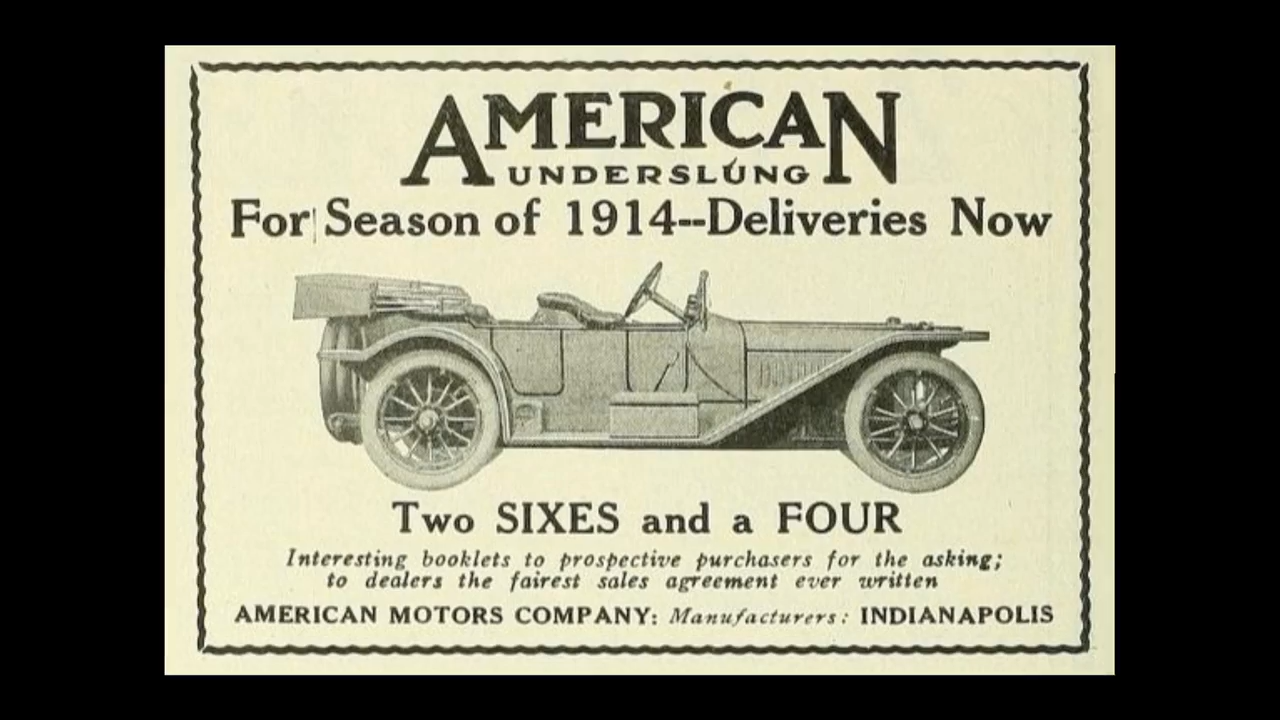 AMERICAN
UNDERSLUNG
For Season of 1914--Deliveries Now
Two SIXES and a FOUR
Interesting booklets to prospective purchasers for the asking;
to dealers the fairest sales agreement ever written
AMERICAN MOTORS COMPANY: Manufacturers: INDIANAPOLIS